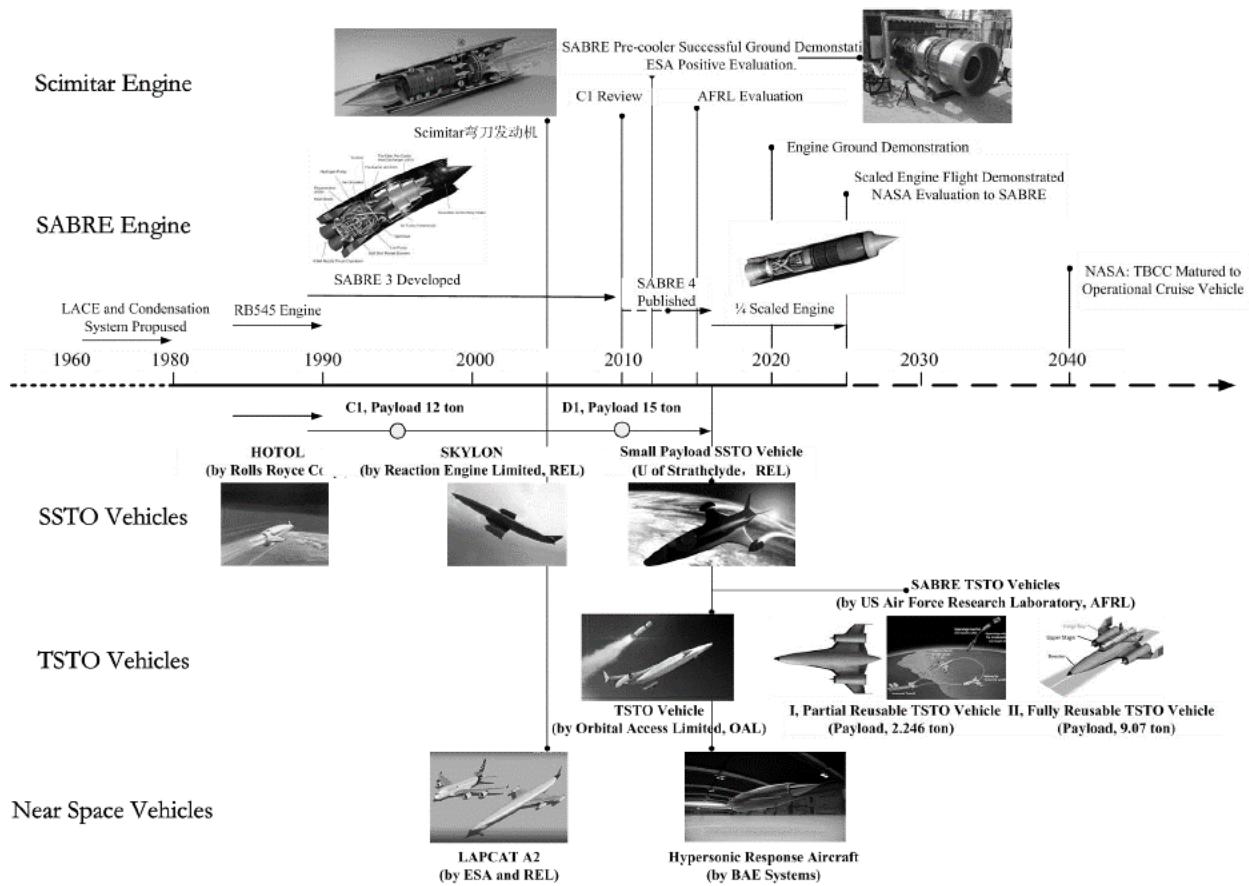 SABRE Pre-cooler Successful Ground Demonstati
ESA Positive Evaluation.
Scimitar Engine
C1 Review
AFRL Evaluation
Scimitar弯刀发动机
Engine Ground Demonstration
Scaled Engine Flight Demonstrated
NASA Evaluation to SABRE
SABRE Engine
SABRE 3 Developed
SABRE 4
Published
NASA: TBCC Matured to
Operational Cruise Vehicle
LACE and Condensation
System Propused
RB545 Engine
¼ Scaled Engine
1960
1980
1990
2000
2010
2020
2030
2040
C1, Payload 12 ton
D1, Payload 15 ton
HOTOL
(by Rolls Royce Co
SKYLON
(by Reaction Engine Limited, REL)
Small Payload SSTO Vehicle
(U of Strathclyde, REL)
SSTO Vehicles
SABRE TSTO Vehicles
(by US Air Force Research Laboratory, AFRL)
Upper Stage
Booster
TSTO Vehicles
TSTO Vehicle
(by Orbital Access Limited, OAL)
I, Partial Reusable TSTO Vehicle
(Payload, 2.246 ton)
II, Fully Reusable TSTO Vehicle
(Payload, 9.07 ton)
Near Space Vehicles
LAPCAT A2
(by ESA and REL)
Hypersonic Response Aircraft
(by BAE Systems)